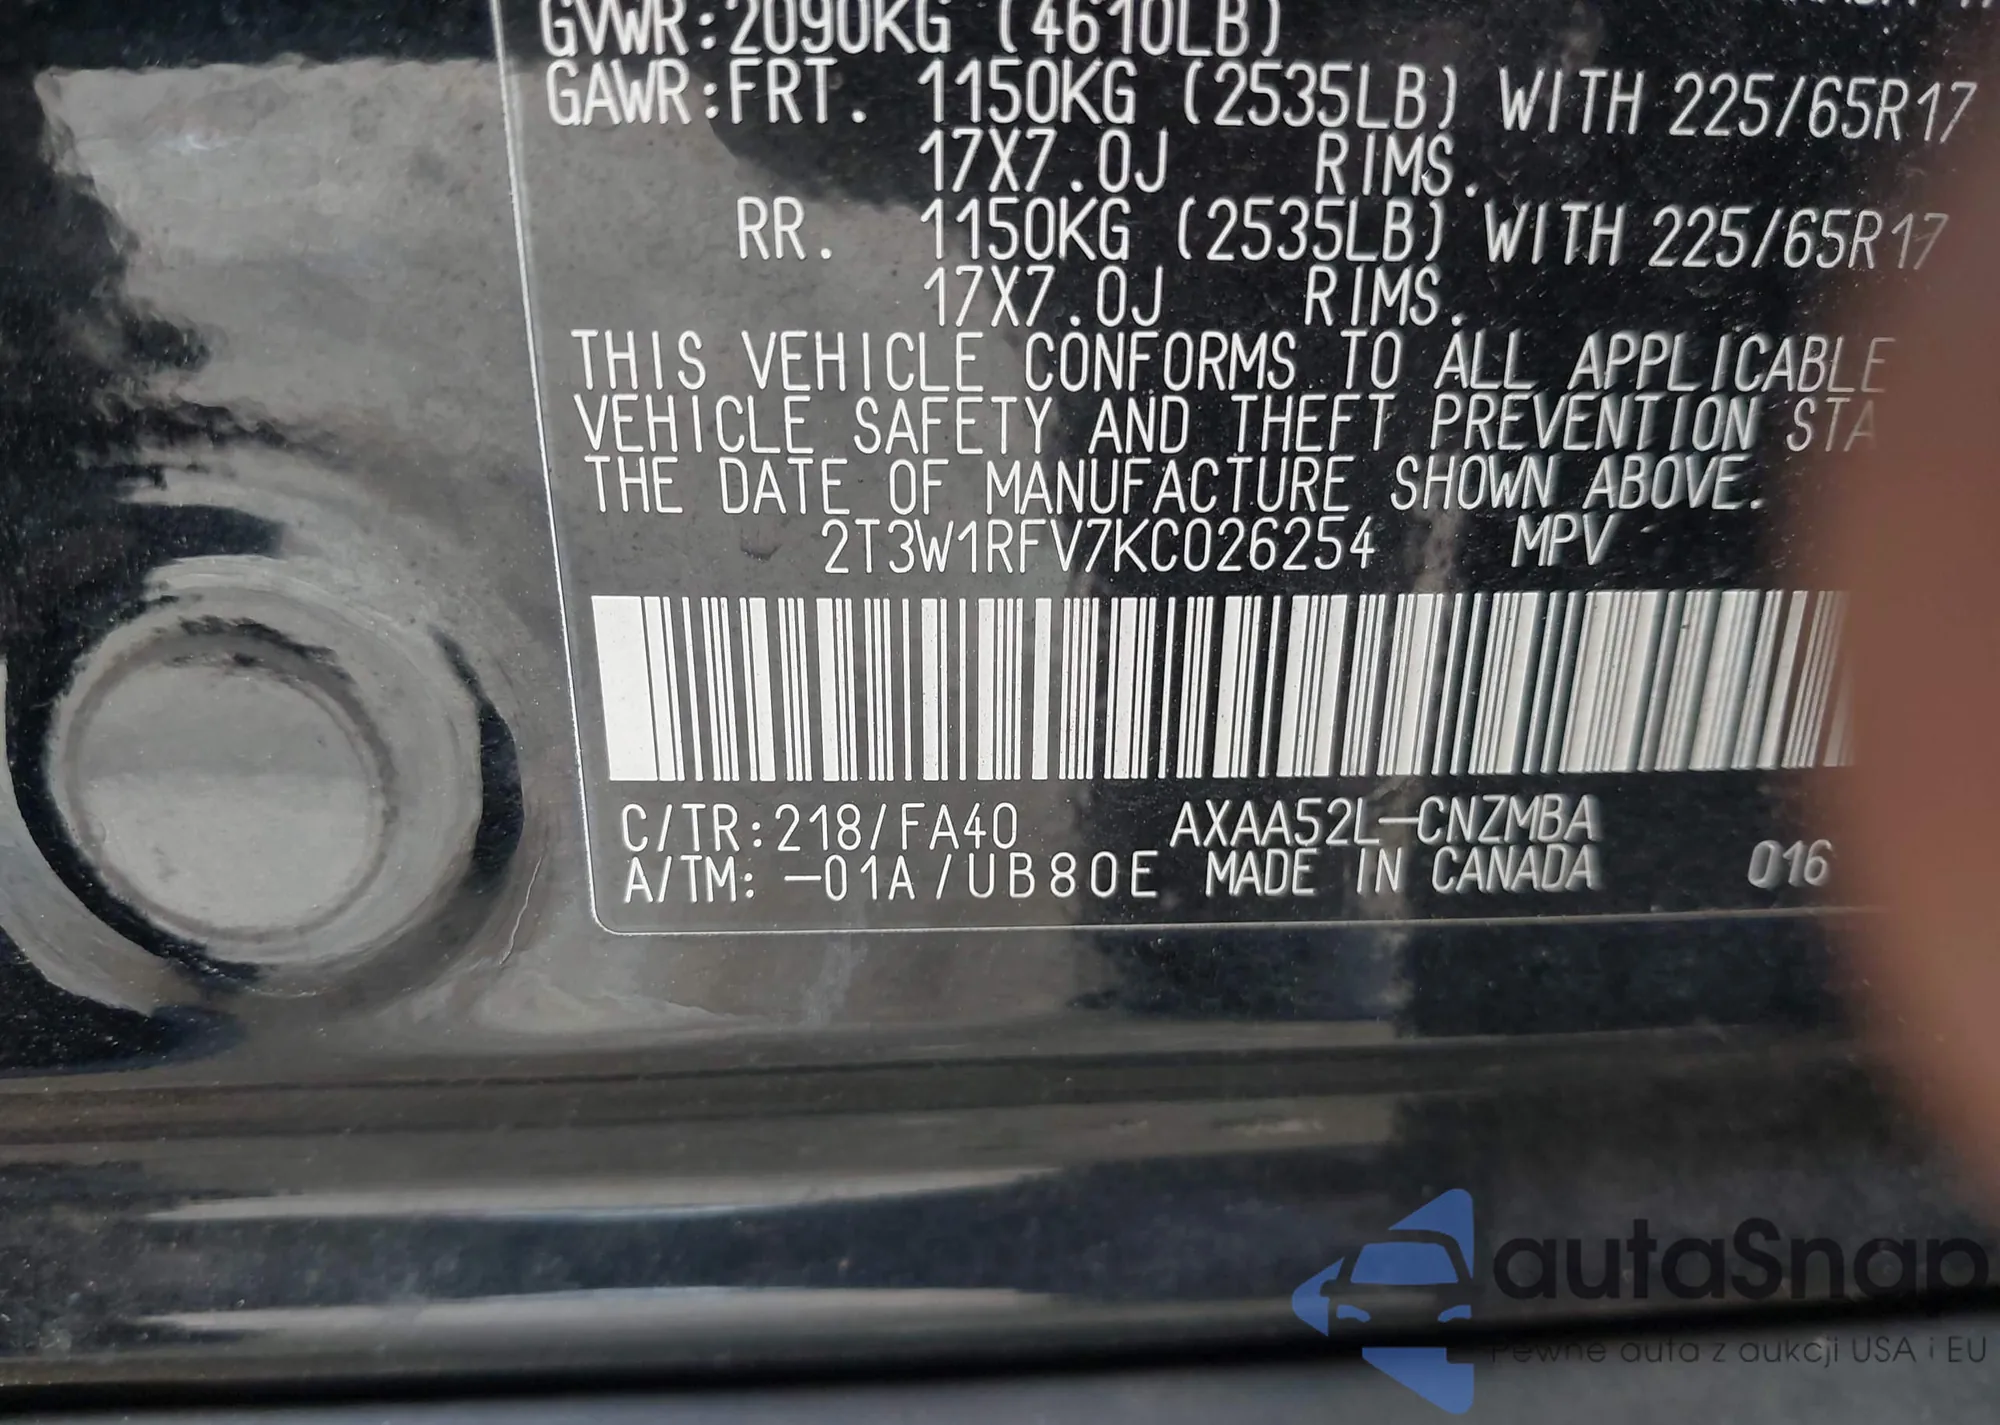 GVWR:2090KG (4610LB)
GAWR:FRT. 1150KG (2535LB) WITH 225/65R17
17X7.0J RIMS.
RR. 1150KG (2535LB) WITH 225/65R17
17X7.0J RIMS.
THIS VEHICLE CONFORMS TO ALL APPLICABLE
VEHICLE SAFETY AND THEFT PREVENTION STA
THE DATE OF MANUFACTURE SHOWN ABOVE.
2T3W1RFV7KC026254 MPV
C/TR:218/FA40 AXAA52L-CNZMBA
A/TM: -01A/UB80E MADE IN CANADA 016
autaSnap
Pewne auta z aukcji USA i EU